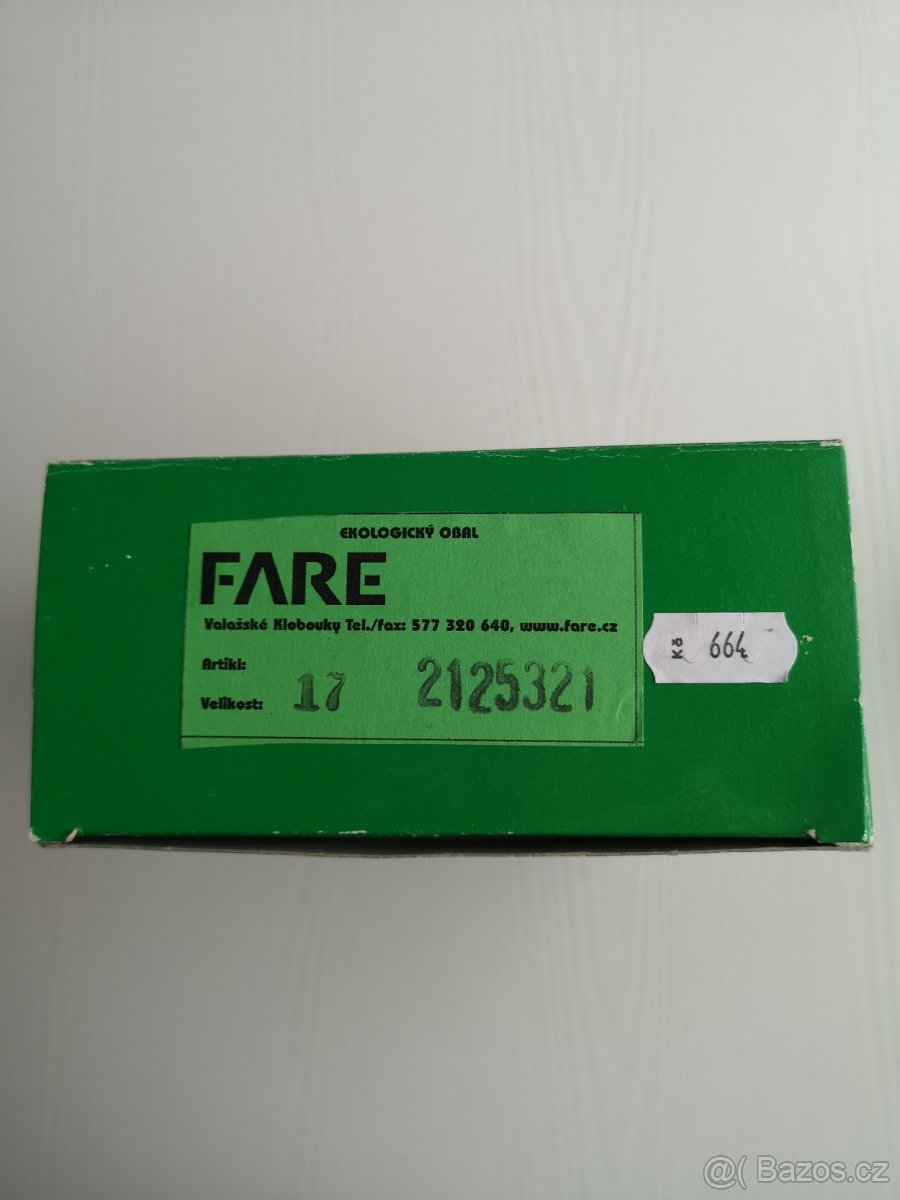 EKOLOGICKÝ OBAL
FARE
Valašské Klobouky Tel./fax: 577 320 640, www.fare.cz
Artikl:
Velikost: 17 2125321
Kč 664
@( Bazos.cz